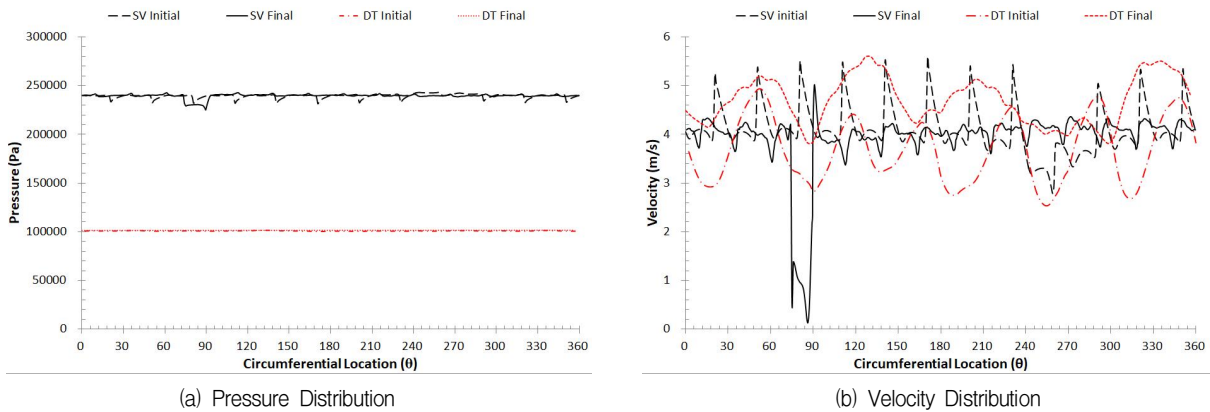 SV Initial SV Final DT Initial DT Final
300000
250000
200000
150000
100000
50000
0
Pressure (Pa)
0 30 60 90 120 150 180 210 240 270 300 330 360
Circumferential Location (θ)
(a) Pressure Distribution
SV initial SV Final DT Initial DT Final
6
5
4
3
2
1
0
Velocity (m/s)
0 30 60 90 120 150 180 210 240 270 300 330 360
Circumferential Location (θ)
(b) Velocity Distribution